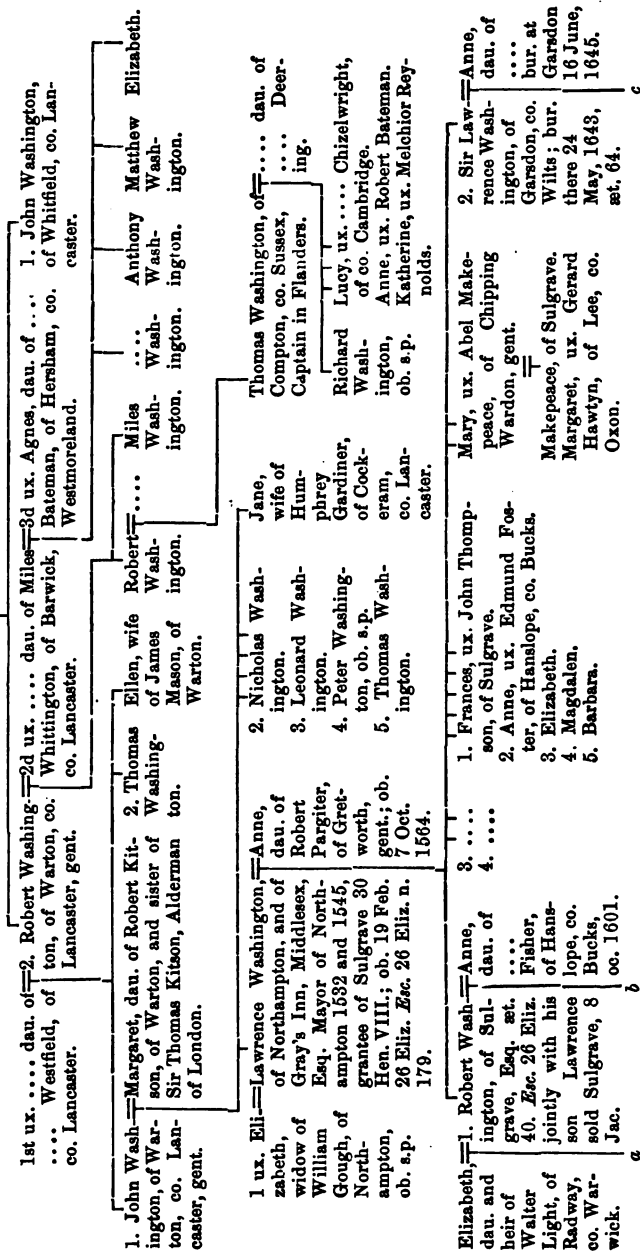 1. John Washington,
of Whitfield, co. Lan-
caster.
1st ux. .... dau. of
.... Westfield, of
co. Lancaster.
2. Robert Washing-
ton, of Warton, co.
Lancaster, gent.
2d ux. .... dau. of Miles
Whittington, of Barwick,
co. Lancaster.
3d ux. Agnes, dau. of ....
Bateman, of Hersham, co.
Westmoreland.
1. John Wash-
ington, of War-
ton, co. Lan-
caster, gent.
Margaret, dau. of Robert Kit-
son, of Warton, and sister of
Sir Thomas Kitson, Alderman
of London.
2. Thomas
Washing-
ton.
Ellen, wife
of James
Mason, of
Warton.
Robert
Wash-
ington.
....
Miles
Wash-
ington.
....
Wash-
ington.
Anthony
Wash-
ington.
Matthew
Wash-
ington.
Elizabeth.
1 ux. Eli-
zabeth,
widow of
William
Gough, of
North-
ampton,
ob. s.p.
Lawrence Washington,
of Northampton, and of
Gray's Inn, Middlesex,
Esq. Mayor of North-
ampton 1532 and 1545,
grantee of Sulgrave 30
Hen. VIII.; ob. 19 Feb.
26 Eliz. Esc. 26 Eliz. n.
179.
Anne,
dau. of
Robert
Pargiter,
of Gret-
worth,
gent.; ob.
7 Oct.
1564.
2. Nicholas Wash-
ington.
3. Leonard Wash-
ington.
4. Peter Washing-
ton, ob. s.p.
5. Thomas Wash-
ington.
Jane,
wife of
Hum-
phrey
Gardiner,
of Cock-
eram,
co. Lan-
caster.
Thomas Washington, of
Compton, co. Sussex,
Captain in Flanders.
.... dau. of
.... Deer-
ing.
Richard
Wash-
ington,
ob. s.p.
Lucy, ux. .... Chizelwright,
of co. Cambridge.
Anne, ux. Robert Bateman.
Katherine, ux. Melchior Rey-
nolds.
Elizabeth,
dau. and
heir of
Walter
Light, of
Radway,
co. War-
wick.
1. Robert Wash-
ington, of Sul-
grave, Esq. æt.
40. Esc. 26 Eliz.
jointly with his
son Lawrence
sold Sulgrave, 8
Jac.
Anne,
dau. of
....
Fisher,
of Hans-
lope, co.
Bucks,
oc. 1601.
3. ....
4. ....
1. Frances, ux. John Thomp-
son, of Sulgrave.
2. Anne, ux. Edmund Fos-
ter, of Hanslope, co. Bucks.
3. Elizabeth.
4. Magdalen.
5. Barbara.
Mary, ux. Abel Make-
peace, of Chipping
Wardon, gent.
Makepeace, of Sulgrave.
Margaret, ux. Gerard
Hawtyn, of Lee, co.
Oxon.
2. Sir Law-
rence Wash-
ington, of
Garsdon, co.
Wilts; bur.
there 24
May, 1643,
æt. 64.
Anne,
dau. of
....
bur. at
Garsdon
16 June,
1645.
a
b
c